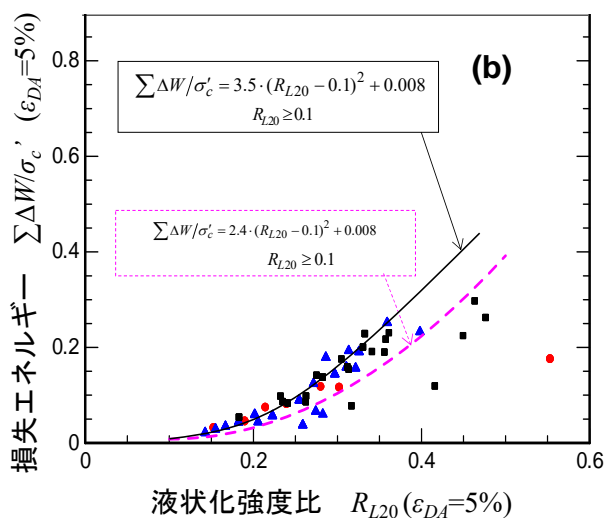 (b)
∑ΔW/σ′c = 3.5·(RL20 − 0.1)² + 0.008
RL20 ≥ 0.1
∑ΔW/σ′c = 2.4·(RL20 − 0.1)² + 0.008
RL20 ≥ 0.1
損失エネルギー ∑ΔW/σc′ (εDA=5%)
0.8
0.6
0.4
0.2
0
0
0.2
0.4
0.6
液状化強度比 RL20 (εDA=5%)